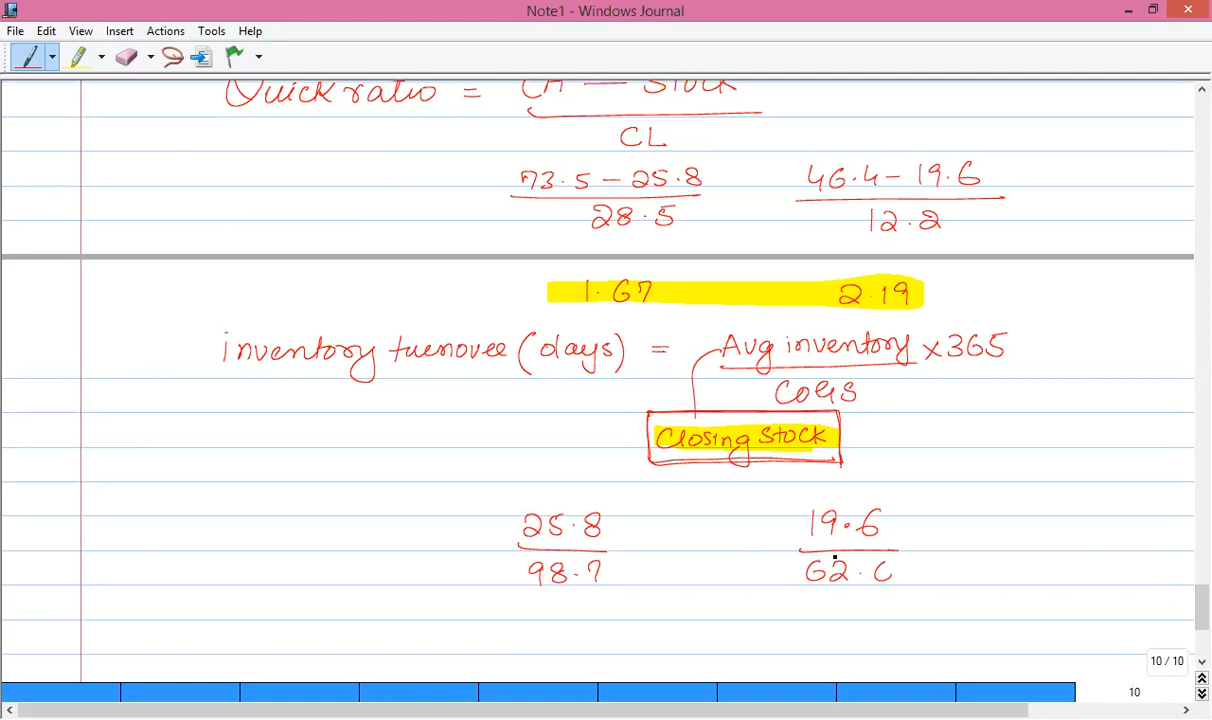 Note1 - Windows Journal
File Edit View Insert Actions Tools Help
Quick ratio = CA — Stock
CL
73.5 – 25.8 46.4 – 19.6
28.5 12.2
1.67 2.19
inventory turnover (days) = Avg inventory x 365
COGS
Closing Stock
25.8 19.6
98.7 62.
10 / 10
10